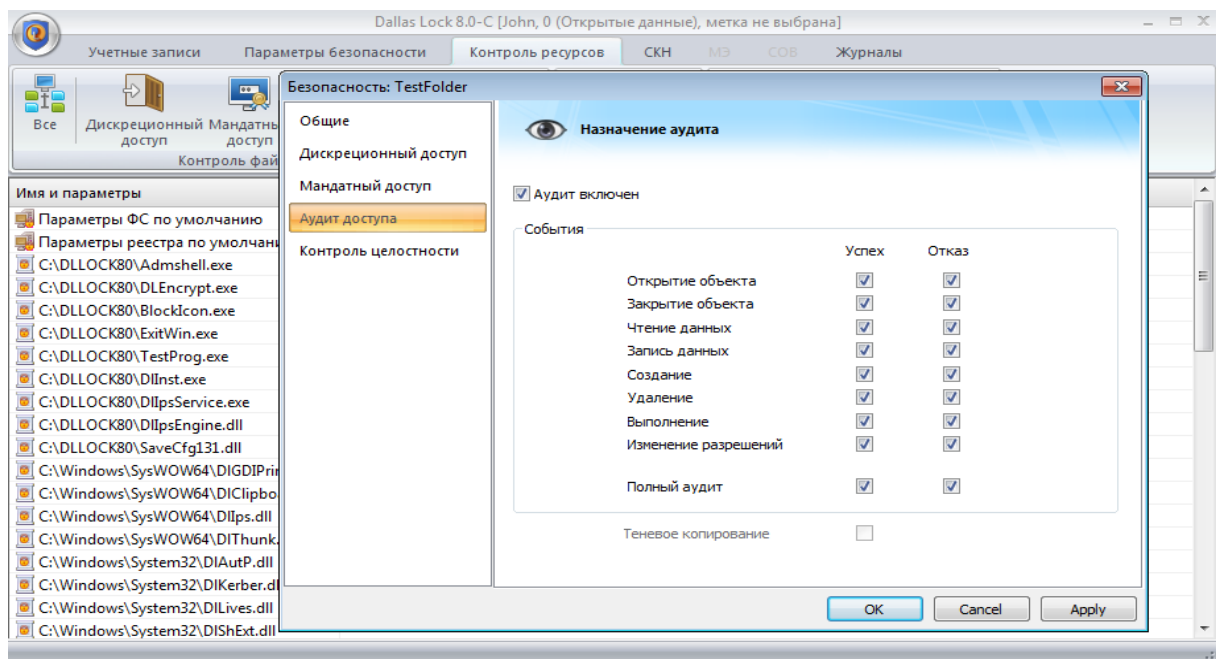 Dallas Lock 8.0-C [John, 0 (Открытые данные), метка не выбрана]
Учетные записи Параметры безопасности Контроль ресурсов СКН МЭ СОВ Журналы
Все
Дискреционный доступ
Мандатнь доступ
Контроль фай
Имя и параметры
Параметры ФС по умолчанию
Параметры реестра по умолчани
C:\DLLOCK80\Admshell.exe
C:\DLLOCK80\DLEncrypt.exe
C:\DLLOCK80\BlockIcon.exe
C:\DLLOCK80\ExitWin.exe
C:\DLLOCK80\TestProg.exe
C:\DLLOCK80\DlInst.exe
C:\DLLOCK80\DlIpsService.exe
C:\DLLOCK80\DlIpsEngine.dll
C:\DLLOCK80\SaveCfg131.dll
C:\Windows\SysWOW64\DlGDIPrin
C:\Windows\SysWOW64\DlClipbo
C:\Windows\SysWOW64\DlIps.dll
C:\Windows\SysWOW64\DlThunk.
C:\Windows\System32\DlAutP.dll
C:\Windows\System32\DlKerber.dl
C:\Windows\System32\DlLives.dll
C:\Windows\System32\DlShExt.dll
Безопасность: TestFolder
Общие
Дискреционный доступ
Мандатный доступ
Аудит доступа
Контроль целостности
Назначение аудита
Аудит включен
События
Успех Отказ
Открытие объекта
Закрытие объекта
Чтение данных
Запись данных
Создание
Удаление
Выполнение
Изменение разрешений
Полный аудит
Теневое копирование
OK Cancel Apply